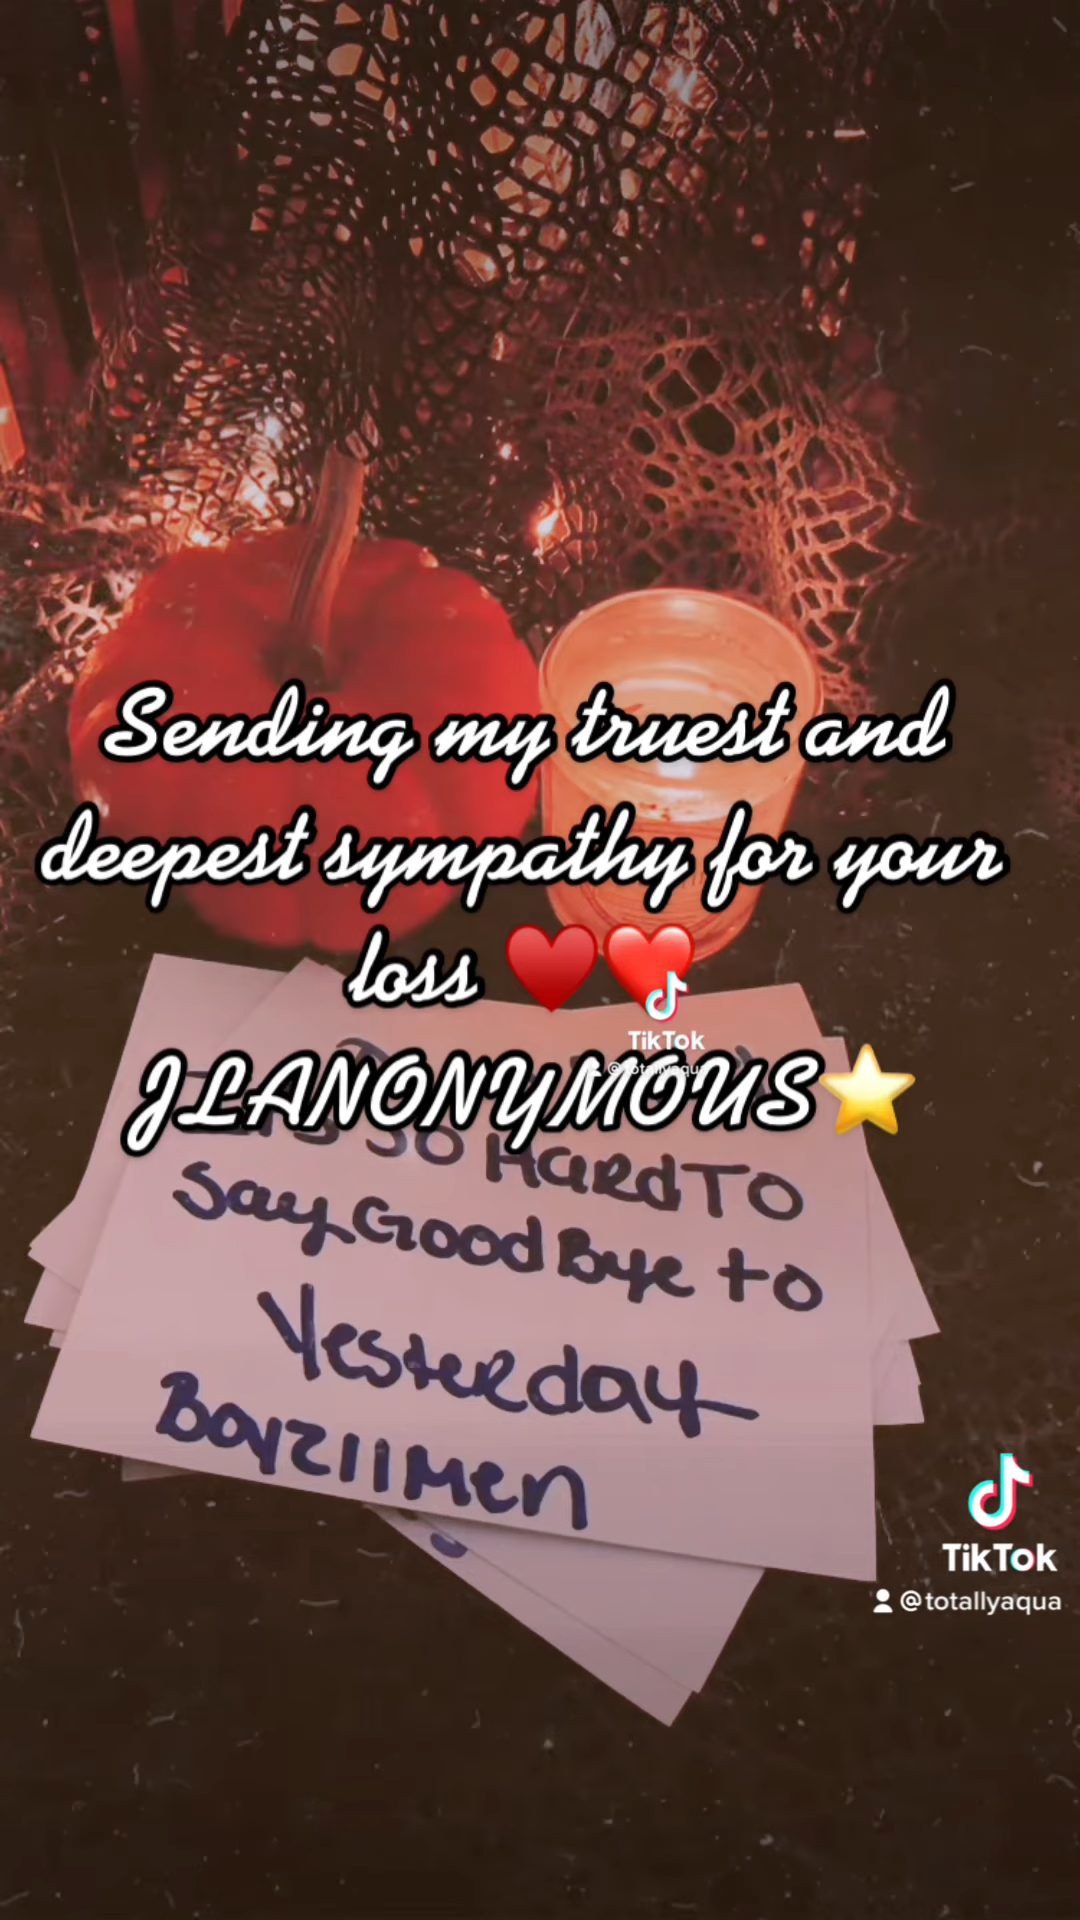 Sending my truest and
deepest sympathy for your
loss ♥️❤️
TikTok
@totallyaqua
JLANONYMOUS⭐
SO HARD TO
Say Good Bye to
Yesterday
Boyz II Men
TikTok
@totallyaqua